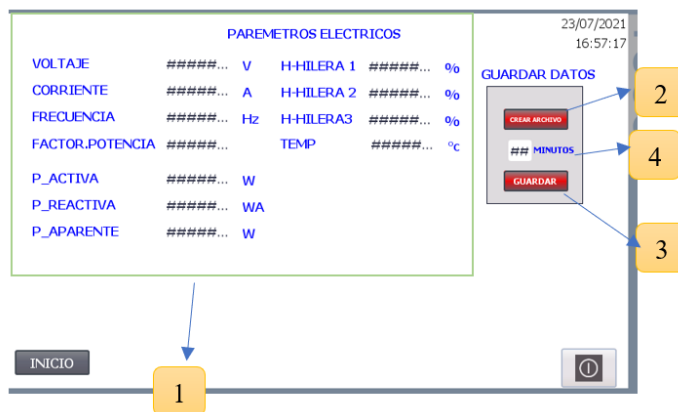 23/07/2021
16:57:17
PAREMETROS ELECTRICOS
VOLTAJE #####... V H-HILERA 1 #####... %
CORRIENTE #####... A H-HILERA 2 #####... %
FRECUENCIA #####... Hz H-HILERA3 #####... %
FACTOR.POTENCIA #####... TEMP #####... °c
P_ACTIVA #####... W
P_REACTIVA #####... WA
P_APARENTE #####... W
GUARDAR DATOS
CREAR ARCHIVO
## MINUTOS
GUARDAR
2
4
3
INICIO
1